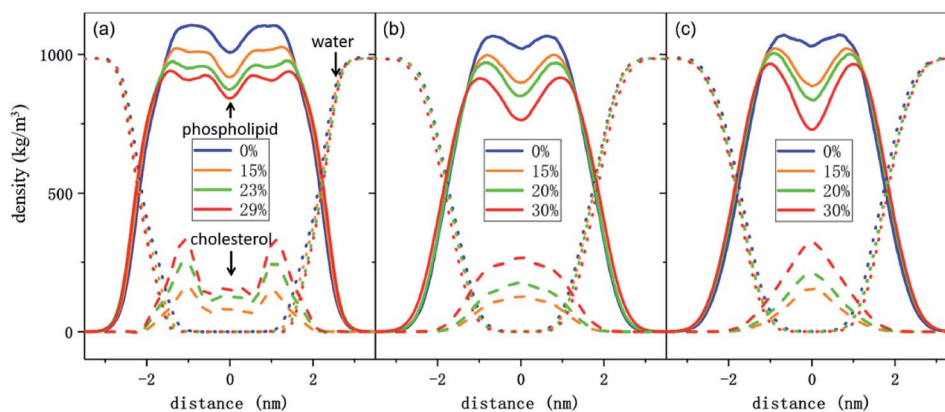 (a)
water
phospholipid
0%
15%
23%
29%
cholesterol
(b)
0%
15%
20%
30%
(c)
0%
15%
20%
30%
density (kg/m³)
1000
500
0
-2 0 2
-2 0 2
-2 0 2
distance (nm)
distance (nm)
distance (nm)